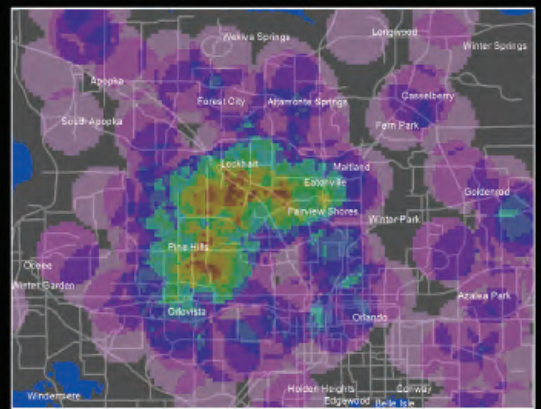 Wekiva Springs
Longwood
Winter Springs
Apopka
Forest City
Altamonte Springs
Casselberry
South Apopka
Fern Park
Lockhart
Maitland
Eatonville
Goldenrod
Fairview Shores
Winter Park
Pine Hills
Ocoee
Winter Garden
Azalea Park
Orlovista
Orlando
Holden Heights
Conway
Windermere
Edgewood
Belle Isle